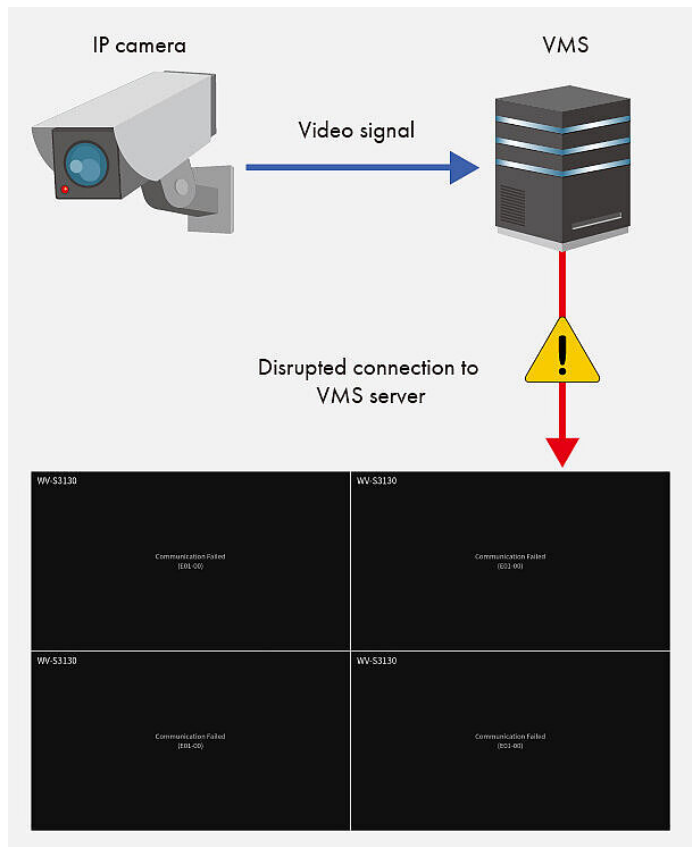 IP camera
VMS
Video signal
Disrupted connection to
VMS server
WV-S3130
WV-S3130
Communication Failed
(E01-00)
Communication Failed
(E01-00)
WV-S3130
WV-S3130
Communication Failed
(E01-00)
Communication Failed
(E01-00)